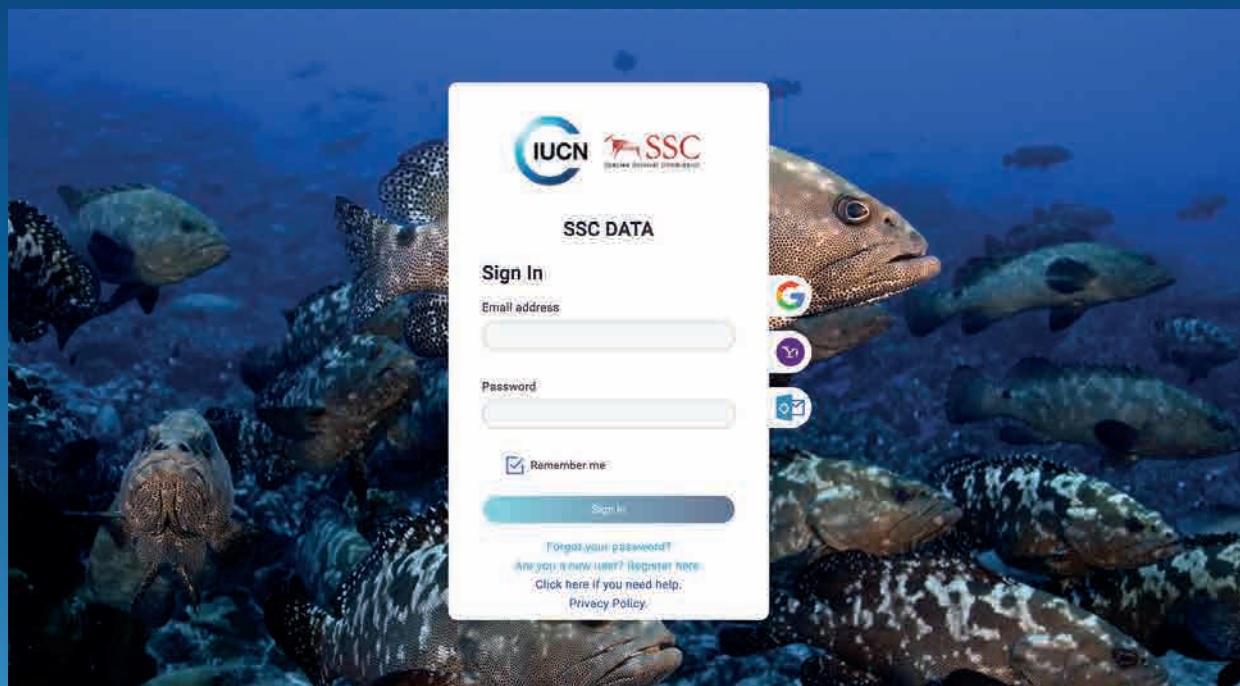 IUCN
SSC
SSC DATA
Sign In
Email address
Password
Remember me
Sign In
Forgot your password?
Are you a new user? Register here
Click here if you need help.
Privacy Policy.